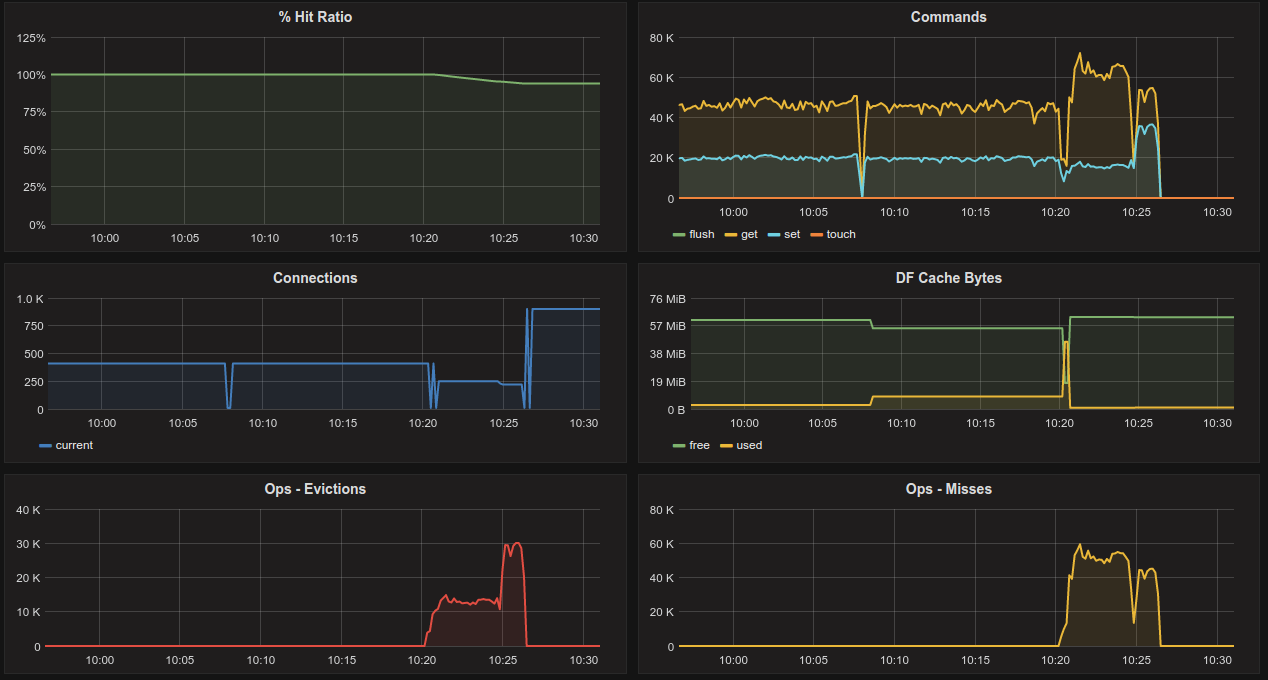 % Hit Ratio
125%
100%
75%
50%
25%
0%
10:00 10:05 10:10 10:15 10:20 10:25 10:30
Commands
80 K
60 K
40 K
20 K
0
10:00 10:05 10:10 10:15 10:20 10:25 10:30
flush get set touch
Connections
1.0 K
750
500
250
0
10:00 10:05 10:10 10:15 10:20 10:25 10:30
current
DF Cache Bytes
76 MiB
57 MiB
38 MiB
19 MiB
0 B
10:00 10:05 10:10 10:15 10:20 10:25 10:30
free used
Ops - Evictions
40 K
30 K
20 K
10 K
0
10:00 10:05 10:10 10:15 10:20 10:25 10:30
Ops - Misses
80 K
60 K
40 K
20 K
0
10:00 10:05 10:10 10:15 10:20 10:25 10:30